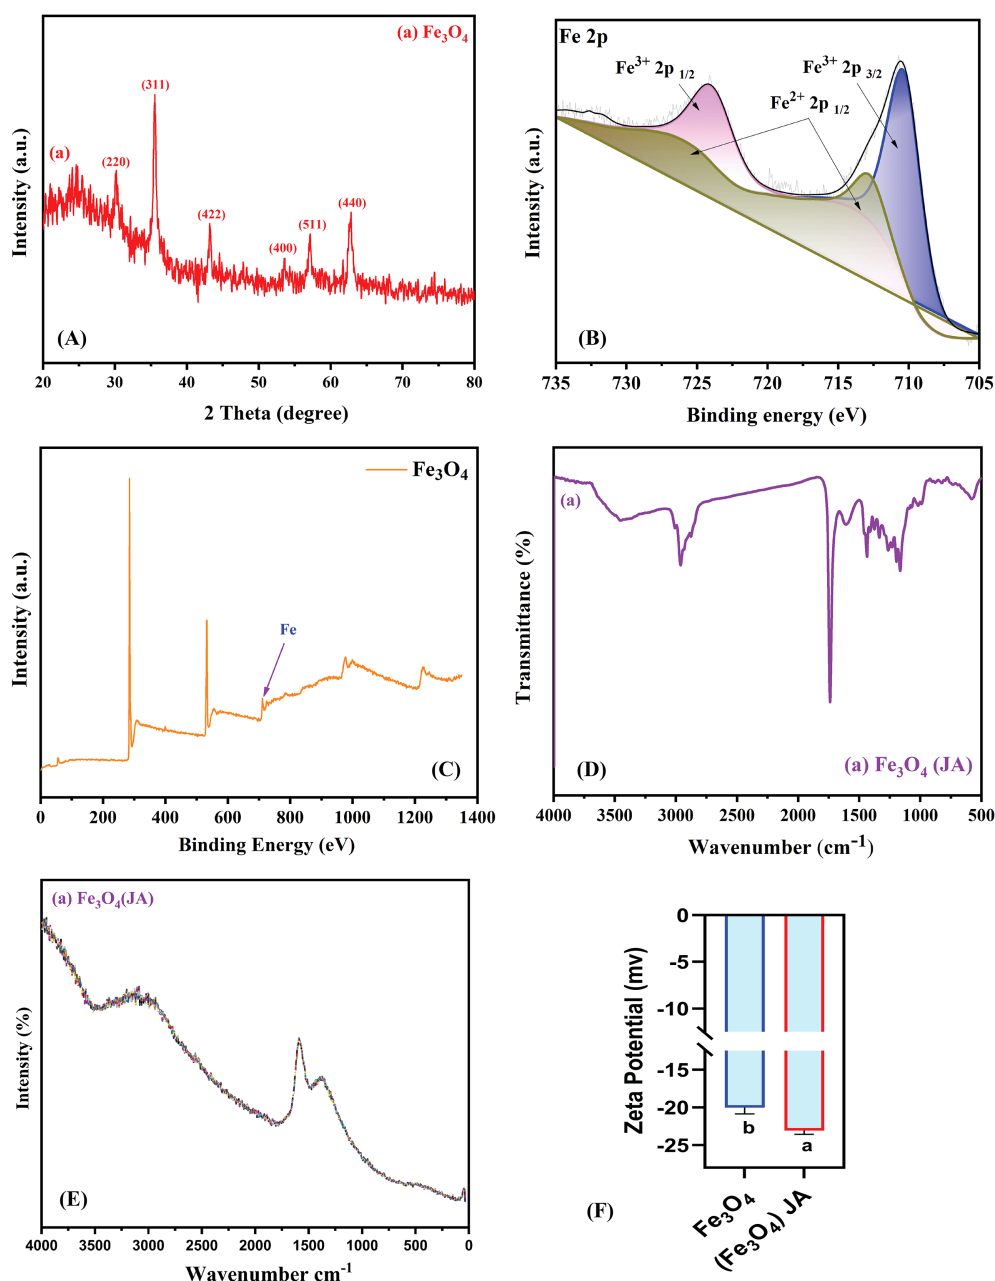 (a) Fe₃O₄
(311)
(a)
(220)
(422)
(400)
(511)
(440)
Intensity (a.u.)
(A)
20 30 40 50 60 70 80
2 Theta (degree)
Fe 2p
Fe³⁺ 2p 1/2
Fe³⁺ 2p 3/2
Fe²⁺ 2p 1/2
Intensity (a.u.)
(B)
735 730 725 720 715 710 705
Binding energy (eV)
Fe₃O₄
Fe
Intensity (a.u.)
(C)
0 200 400 600 800 1000 1200 1400
Binding Energy (eV)
(a)
Transmittance (%)
(D)
(a) Fe₃O₄ (JA)
4000 3500 3000 2500 2000 1500 1000 500
Wavenumber (cm⁻¹)
(a) Fe₃O₄(JA)
Intensity (%)
(E)
4000 3500 3000 2500 2000 1500 1000 500 0
Wavenumber cm⁻¹
0
-5
-10
-15
-20
-25
Zeta Potential (mv)
b
a
(F)
Fe₃O₄
(Fe₃O₄) JA